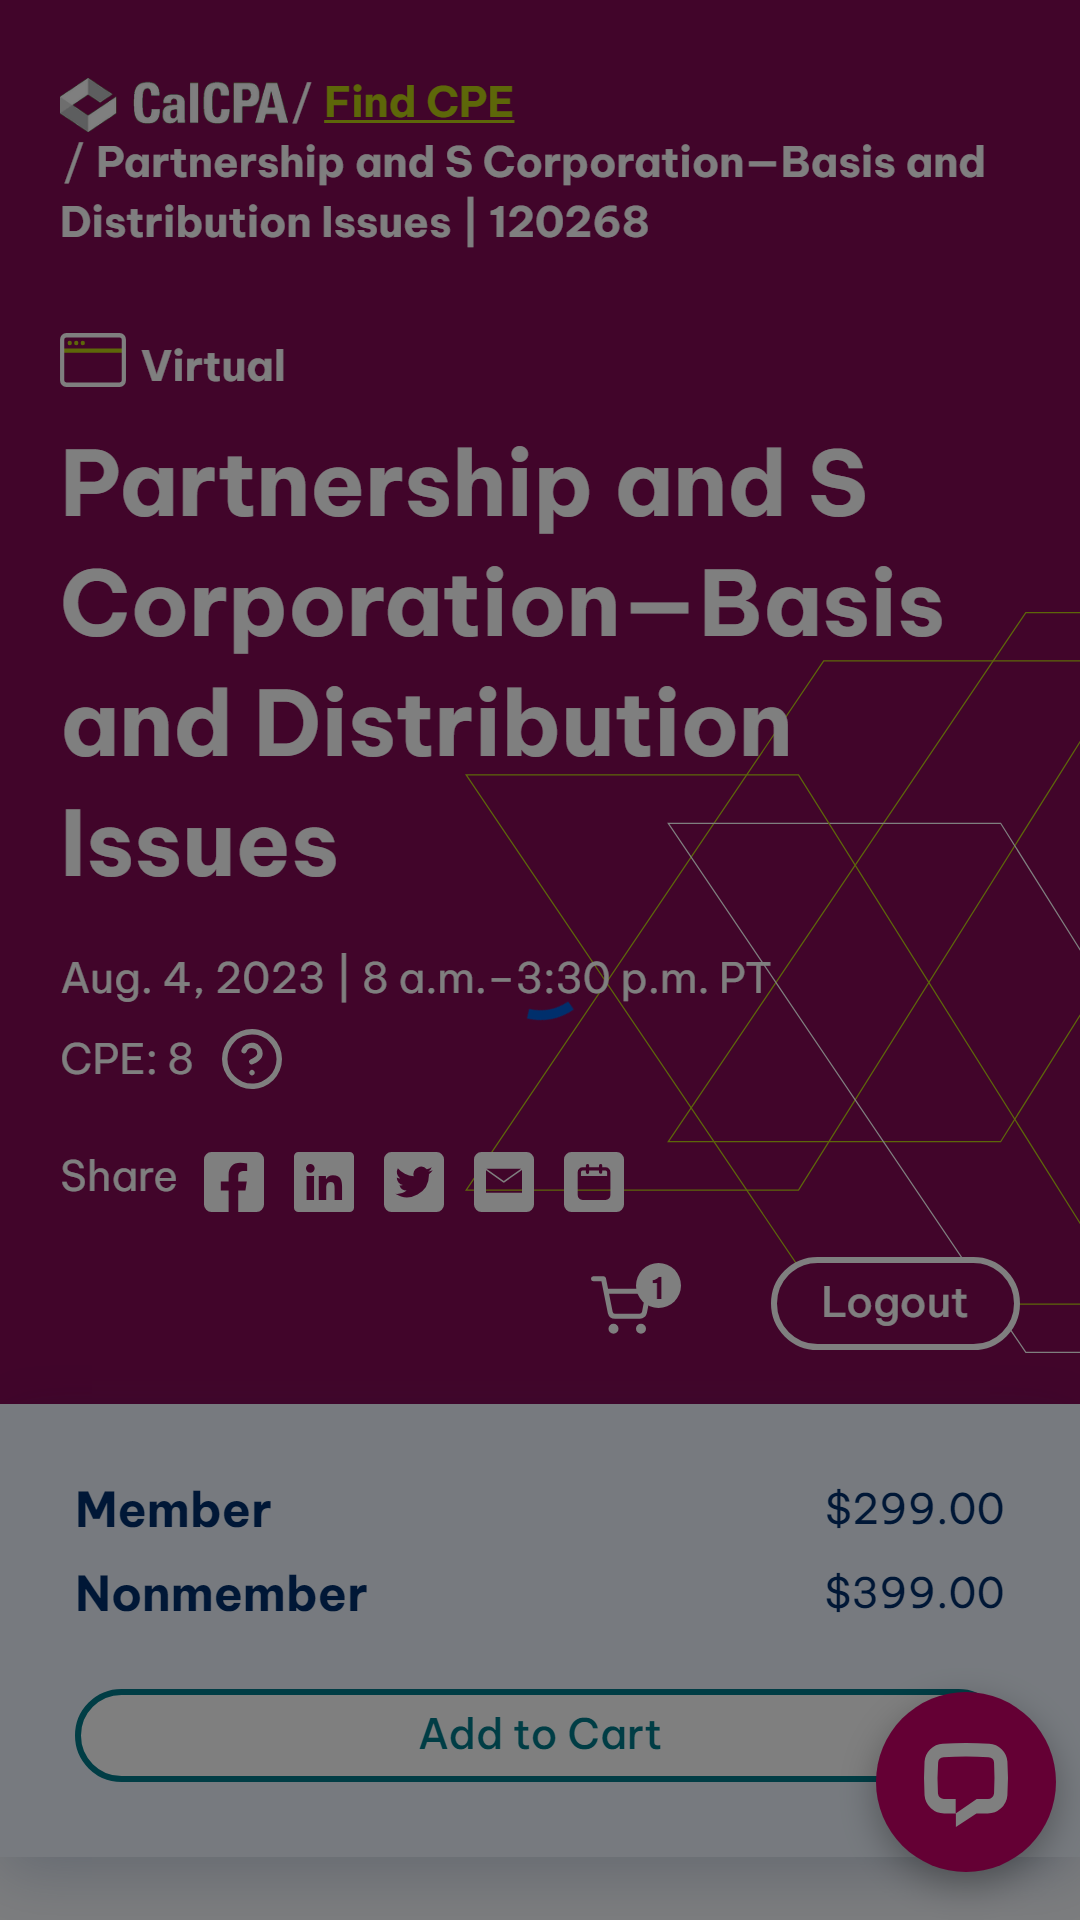 CalCPA / Find CPE
/ Partnership and S Corporation—Basis and
Distribution Issues | 120268
Virtual
Partnership and S
Corporation—Basis
and Distribution
Issues
Aug. 4, 2023 | 8 a.m.–3:30 p.m. PT
CPE: 8 ?
Share
1 Logout
Member $299.00
Nonmember $399.00
Add to Cart